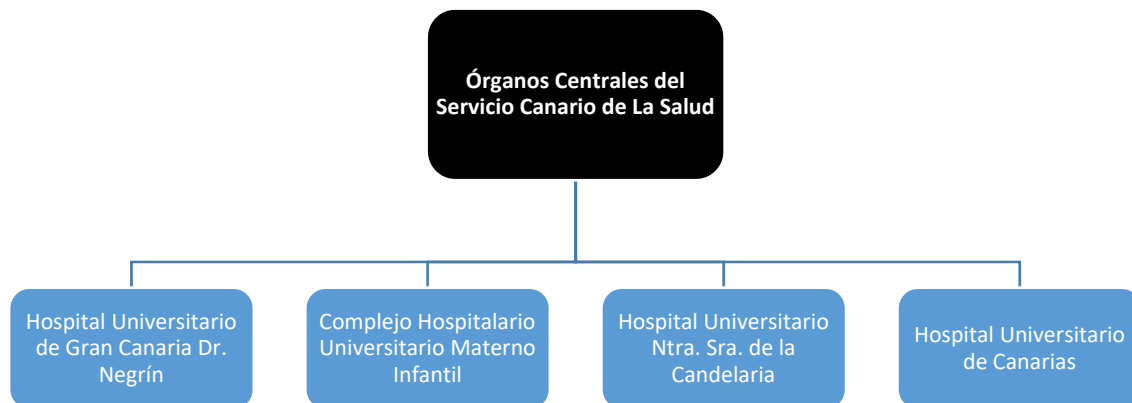 Órganos Centrales del
Servicio Canario de La Salud
Hospital Universitario
de Gran Canaria Dr.
Negrín
Complejo Hospitalario
Universitario Materno
Infantil
Hospital Universitario
Ntra. Sra. de la
Candelaria
Hospital Universitario
de Canarias